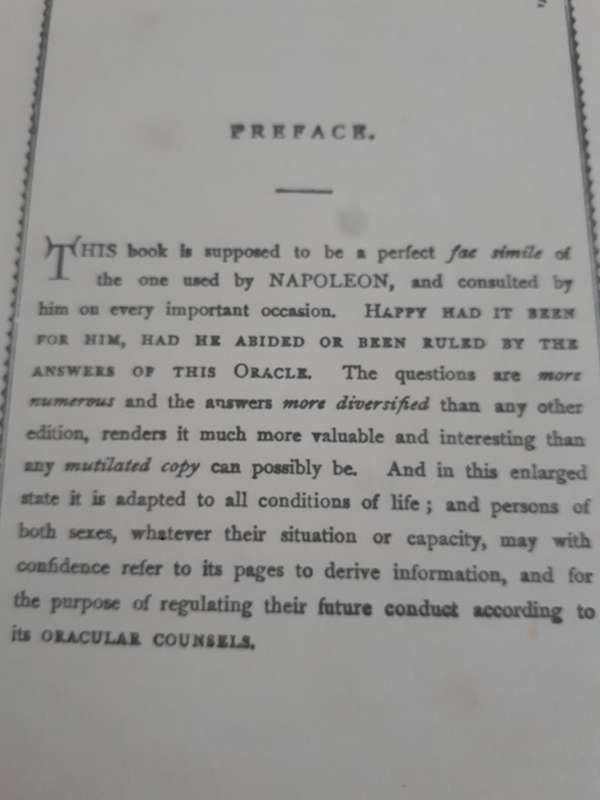 PREFACE.
THIS book is supposed to be a perfect fac simile of
the one used by NAPOLEON, and consulted by
him on every important occasion. HAPPY HAD IT BEEN
FOR HIM, HAD HE ABIDED OR BEEN RULED BY THE
ANSWERS OF THIS ORACLE. The questions are more
numerous and the answers more diversified than any other
edition, renders it much more valuable and interesting than
any mutilated copy can possibly be. And in this enlarged
state it is adapted to all conditions of life; and persons of
both sexes, whatever their situation or capacity, may with
confidence refer to its pages to derive information, and for
the purpose of regulating their future conduct according to
its ORACULAR COUNSELS.